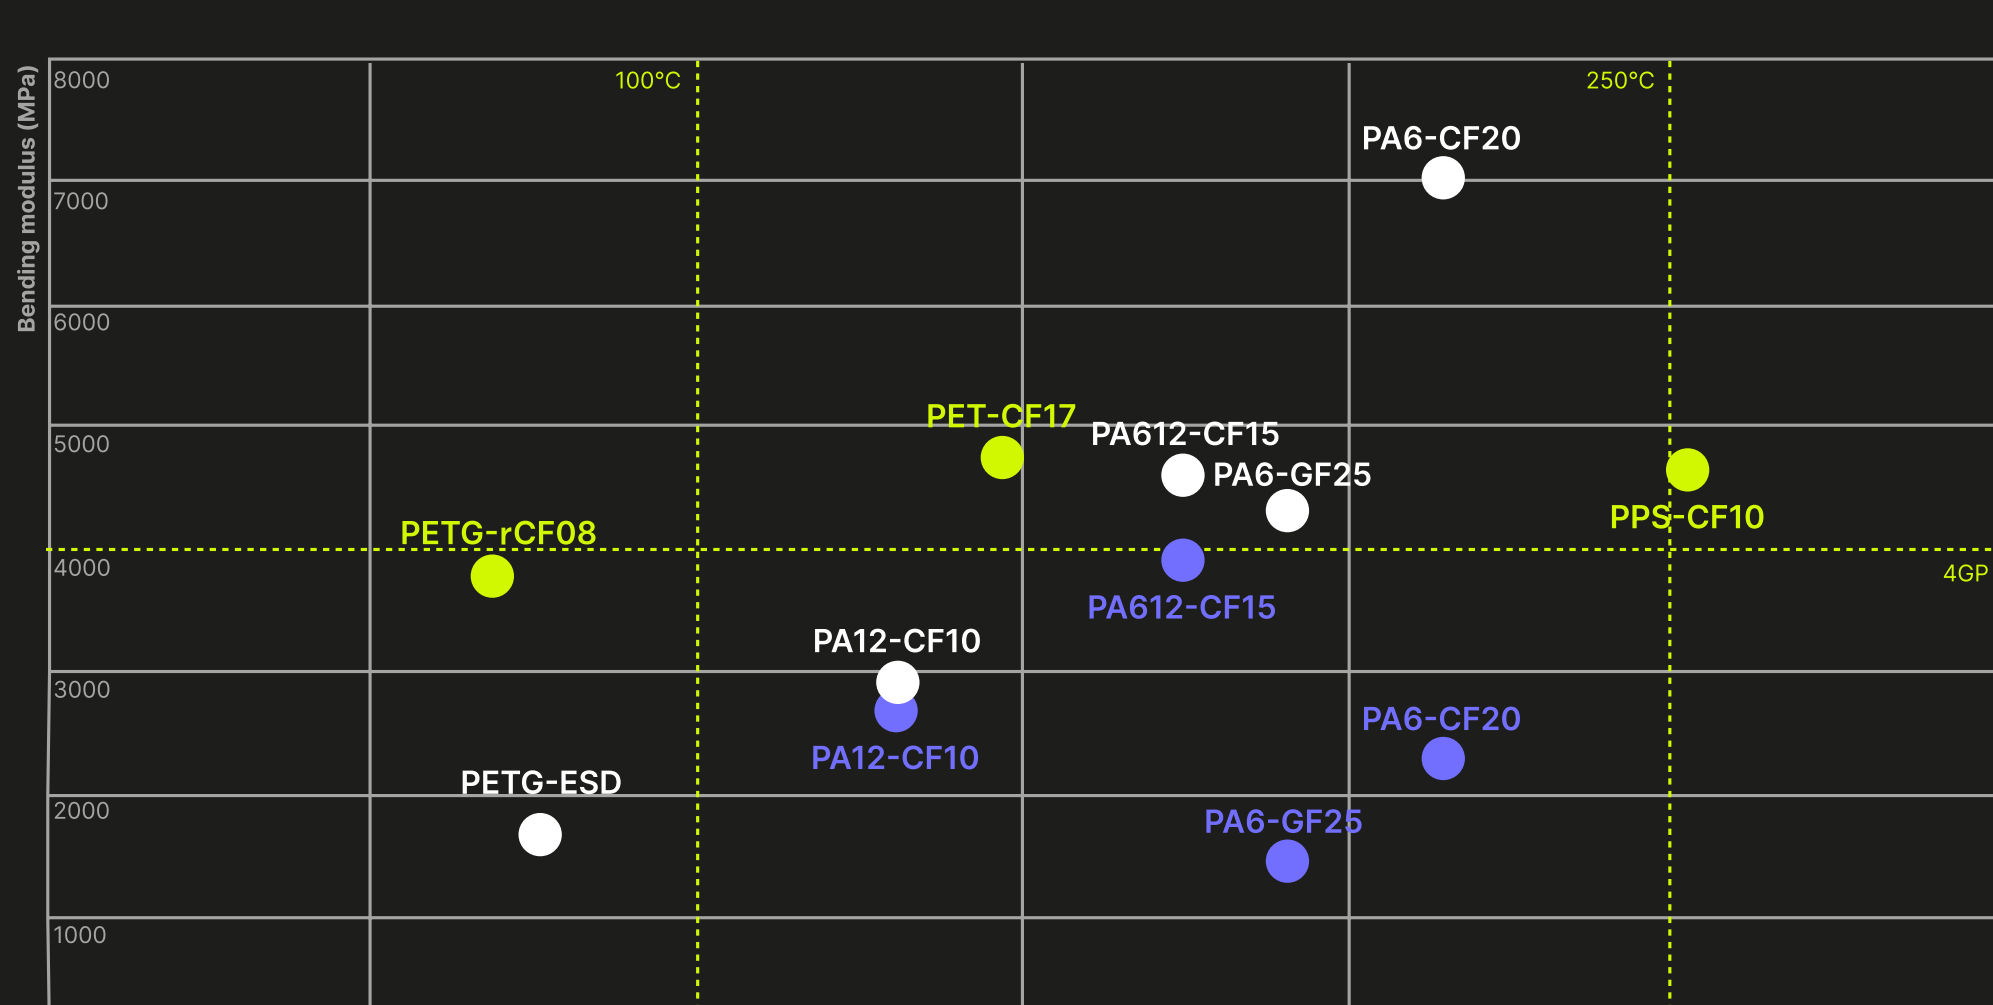 Bending modulus (MPa)
8000
100°C
250°C
PA6-CF20
7000
6000
PET-CF17
PA612-CF15
5000
PA6-GF25
PPS-CF10
PETG-rCF08
4000
4GP
PA612-CF15
PA12-CF10
3000
PA6-CF20
PA12-CF10
PETG-ESD
2000
PA6-GF25
1000